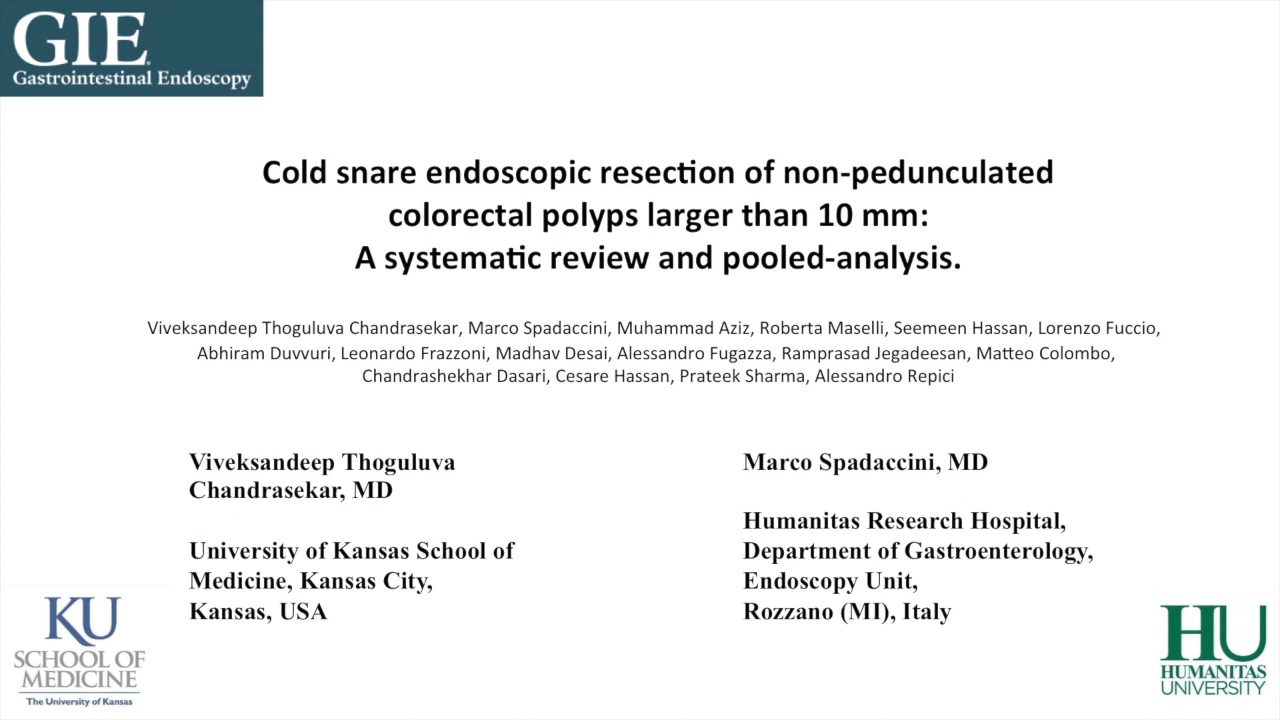 GIE
Gastrointestinal Endoscopy
Cold snare endoscopic resection of non-pedunculated
colorectal polyps larger than 10 mm:
A systematic review and pooled-analysis.
Viveksandeep Thoguluva Chandrasekar, Marco Spadaccini, Muhammad Aziz, Roberta Maselli, Seemeen Hassan, Lorenzo Fuccio,
Abhiram Duvvuri, Leonardo Frazzoni, Madhav Desai, Alessandro Fugazza, Ramprasad Jegadeesan, Matteo Colombo,
Chandrashekhar Dasari, Cesare Hassan, Prateek Sharma, Alessandro Repici
Viveksandeep Thoguluva
Chandrasekar, MD
University of Kansas School of
Medicine, Kansas City,
Kansas, USA
Marco Spadaccini, MD
Humanitas Research Hospital,
Department of Gastroenterology,
Endoscopy Unit,
Rozzano (MI), Italy
KU
SCHOOL OF
MEDICINE
The University of Kansas
HU
HUMANITAS
UNIVERSITY